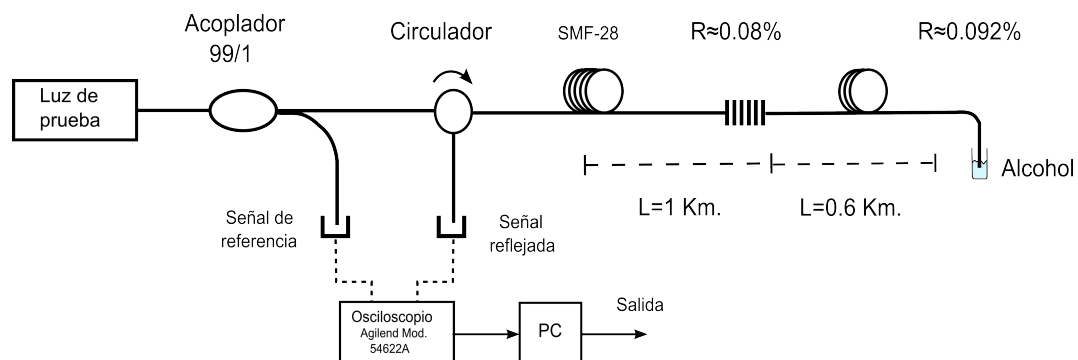 Acoplador
99/1
Circulador
SMF-28
R≈0.08%
R≈0.092%
Luz de
prueba
Alcohol
L=1 Km.
L=0.6 Km.
Señal de
referencia
Señal
reflejada
Osciloscopio
Agilend Mod.
54622A
PC
Salida